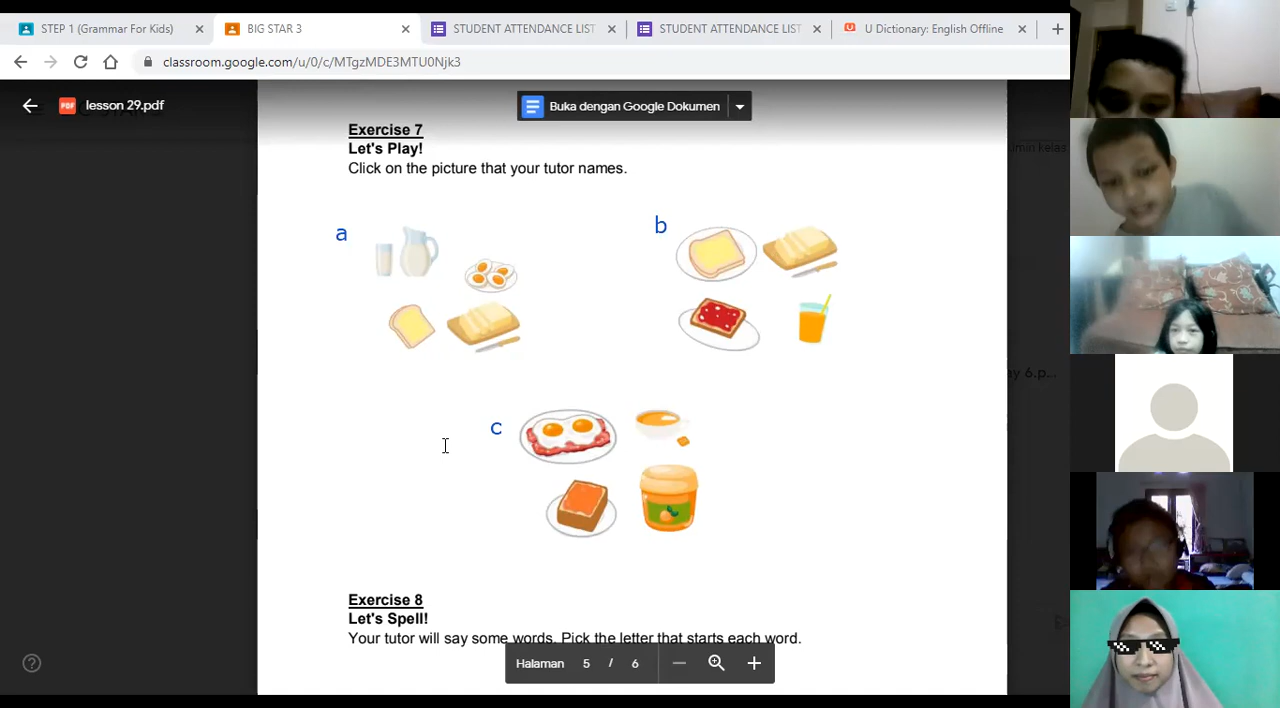 STEP 1 (Grammar For Kids)
BIG STAR 3
STUDENT ATTENDANCE LIST
STUDENT ATTENDANCE LIST
U Dictionary: English Offline
classroom.google.com/u/0/c/MTgzMDE3MTU0Njk3
PDF
lesson 29.pdf
Buka dengan Google Dokumen
Exercise 7
Let's Play!
Click on the picture that your tutor names.
a
b
c
Exercise 8
Let's Spell!
Your tutor will say some words. Pick the letter that starts each word.
Halaman 5 / 6